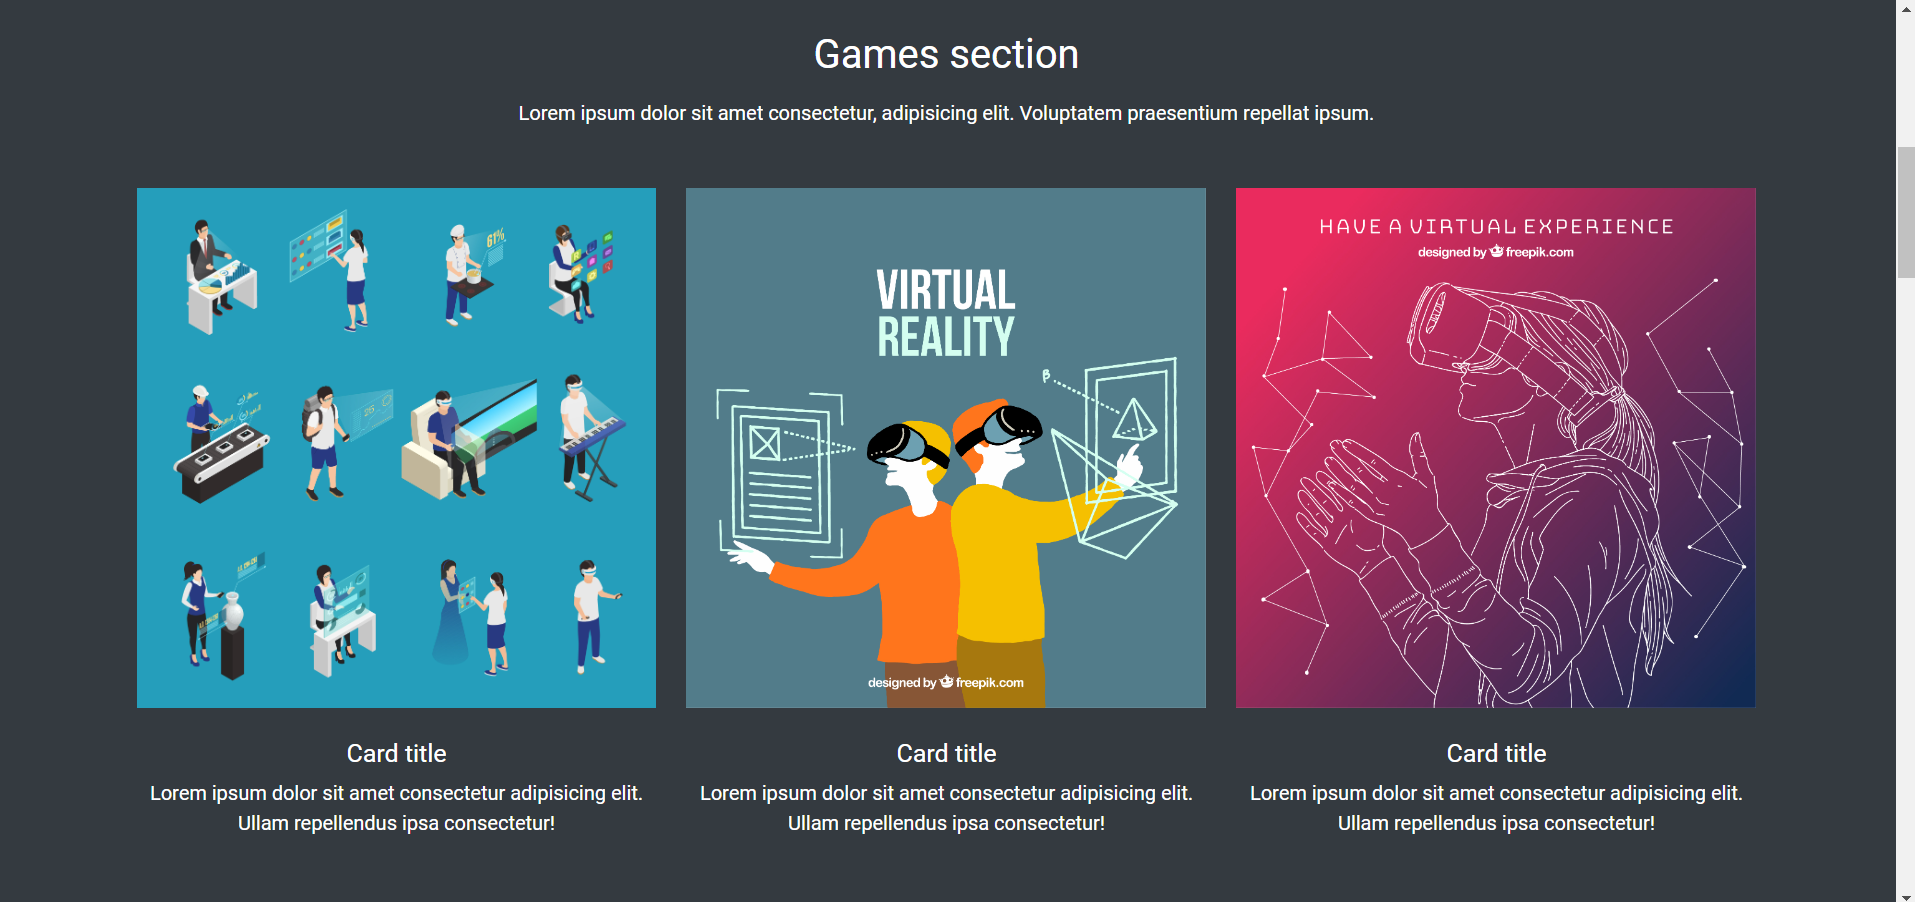 Games section
Lorem ipsum dolor sit amet consectetur, adipisicing elit. Voluptatem praesentium repellat ipsum.
61%
25
VIRTUAL
REALITY
β
designed by freepik.com
HAVE A VIRTUAL EXPERIENCE
designed by freepik.com
Card title
Lorem ipsum dolor sit amet consectetur adipisicing elit.
Ullam repellendus ipsa consectetur!
Card title
Lorem ipsum dolor sit amet consectetur adipisicing elit.
Ullam repellendus ipsa consectetur!
Card title
Lorem ipsum dolor sit amet consectetur adipisicing elit.
Ullam repellendus ipsa consectetur!